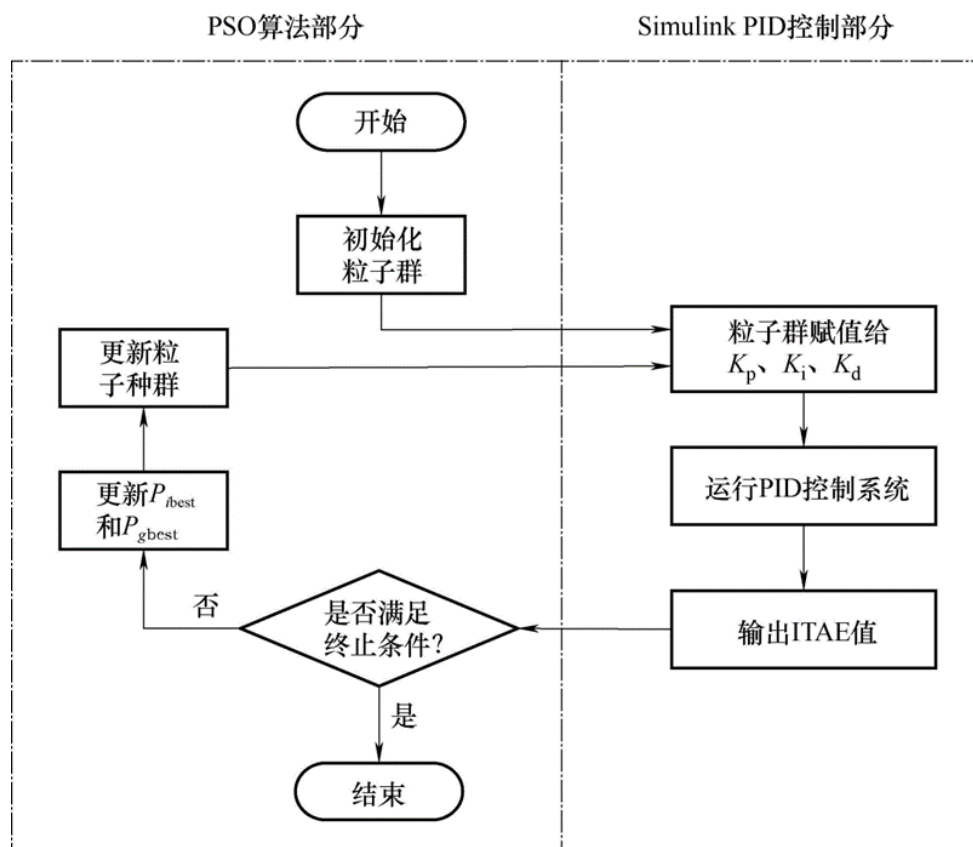 PSO算法部分
Simulink PID控制部分
开始
初始化
粒子群
粒子群赋值给
Kp、Ki、Kd
更新粒
子种群
运行PID控制系统
更新Pibest
和Pgbest
否
是否满足
终止条件？
输出ITAE值
是
结束